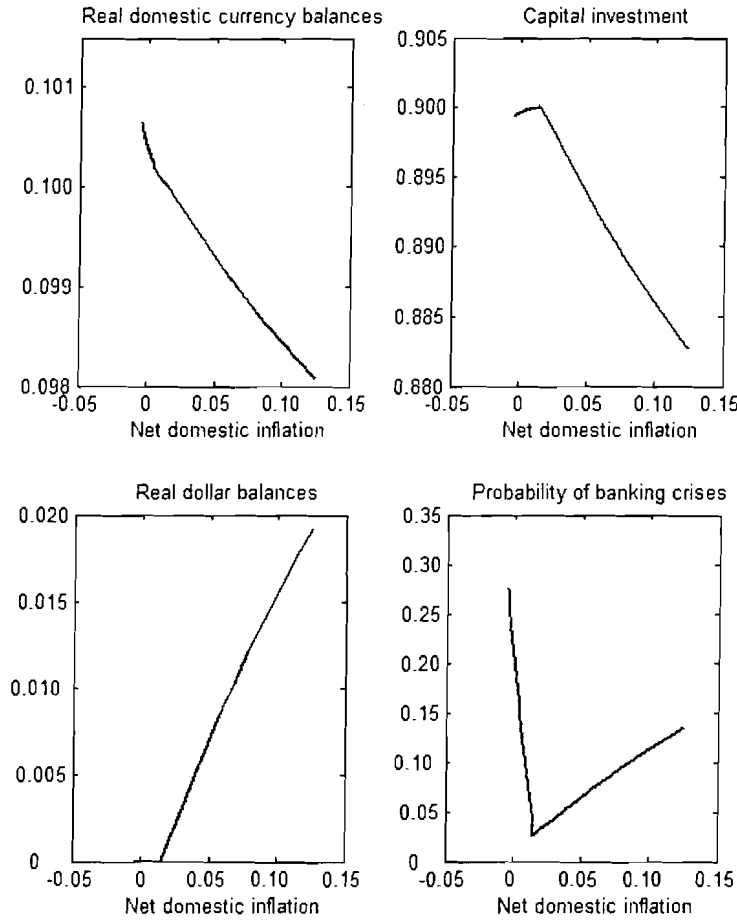 Real domestic currency balances
0.101
0.100
0.099
0.098
-0.05 0 0.05 0.10 0.15
Net domestic inflation
Capital investment
0.905
0.900
0.895
0.890
0.885
0.880
-0.05 0 0.05 0.10 0.15
Net domestic inflation
Real dollar balances
0.020
0.015
0.010
0.005
0
-0.05 0 0.05 0.10 0.15
Net domestic inflation
Probability of banking crises
0.35
0.30
0.25
0.20
0.15
0.10
0.05
0
-0.05 0 0.05 0.10 0.15
Net domestic inflation